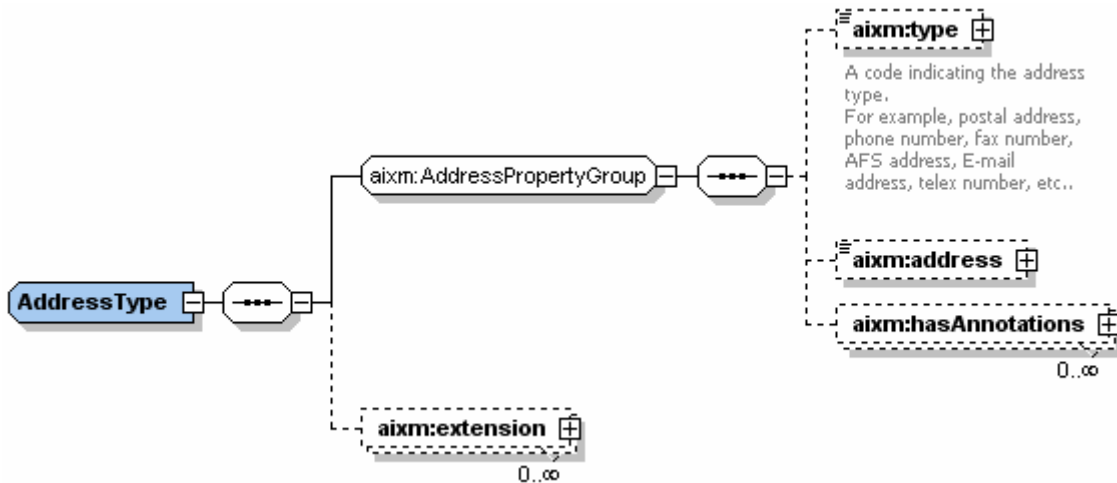 aixm:type
A code indicating the address
type.
For example, postal address,
phone number, fax number,
AFS address, E-mail
address, telex number, etc..
aixm:AddressPropertyGroup
aixm:address
AddressType
aixm:hasAnnotations
0..∞
aixm:extension
0..∞